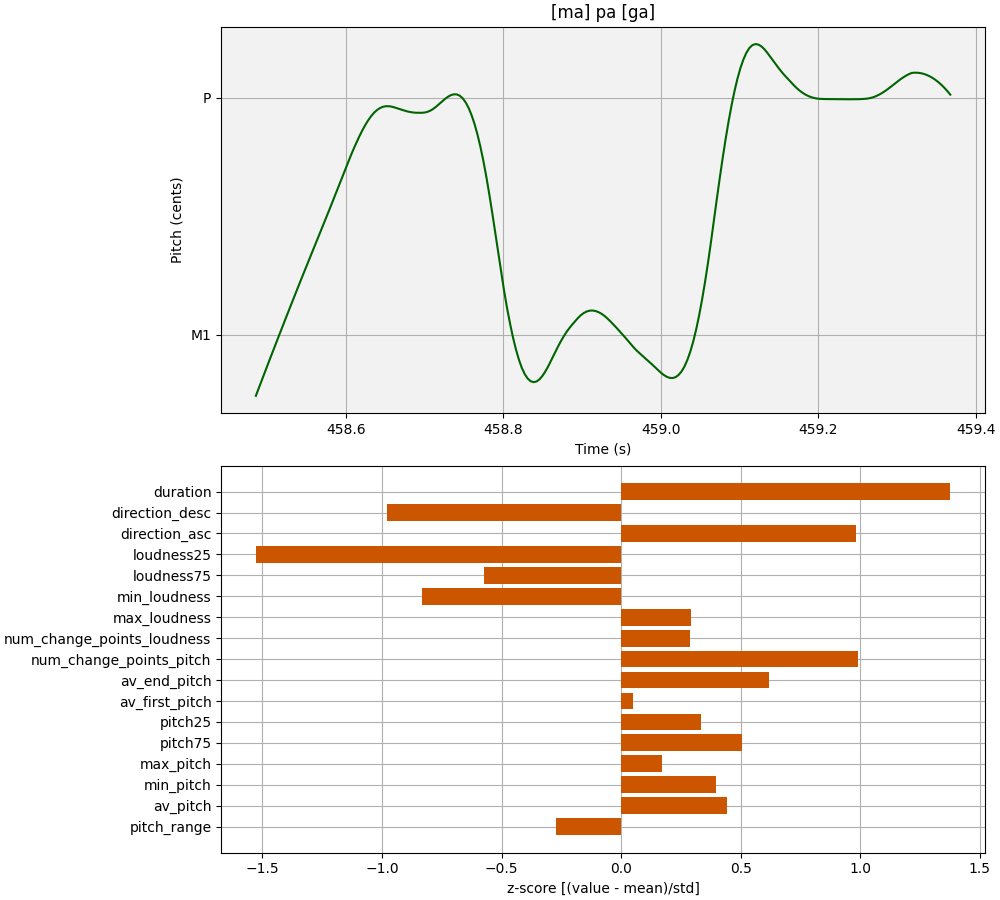 [ma] pa [ga]
P
M1
Pitch (cents)
458.6 458.8 459.0 459.2 459.4
Time (s)
duration
direction_desc
direction_asc
loudness25
loudness75
min_loudness
max_loudness
num_change_points_loudness
num_change_points_pitch
av_end_pitch
av_first_pitch
pitch25
pitch75
max_pitch
min_pitch
av_pitch
pitch_range
−1.5 −1.0 −0.5 0.0 0.5 1.0 1.5
z-score [(value - mean)/std]